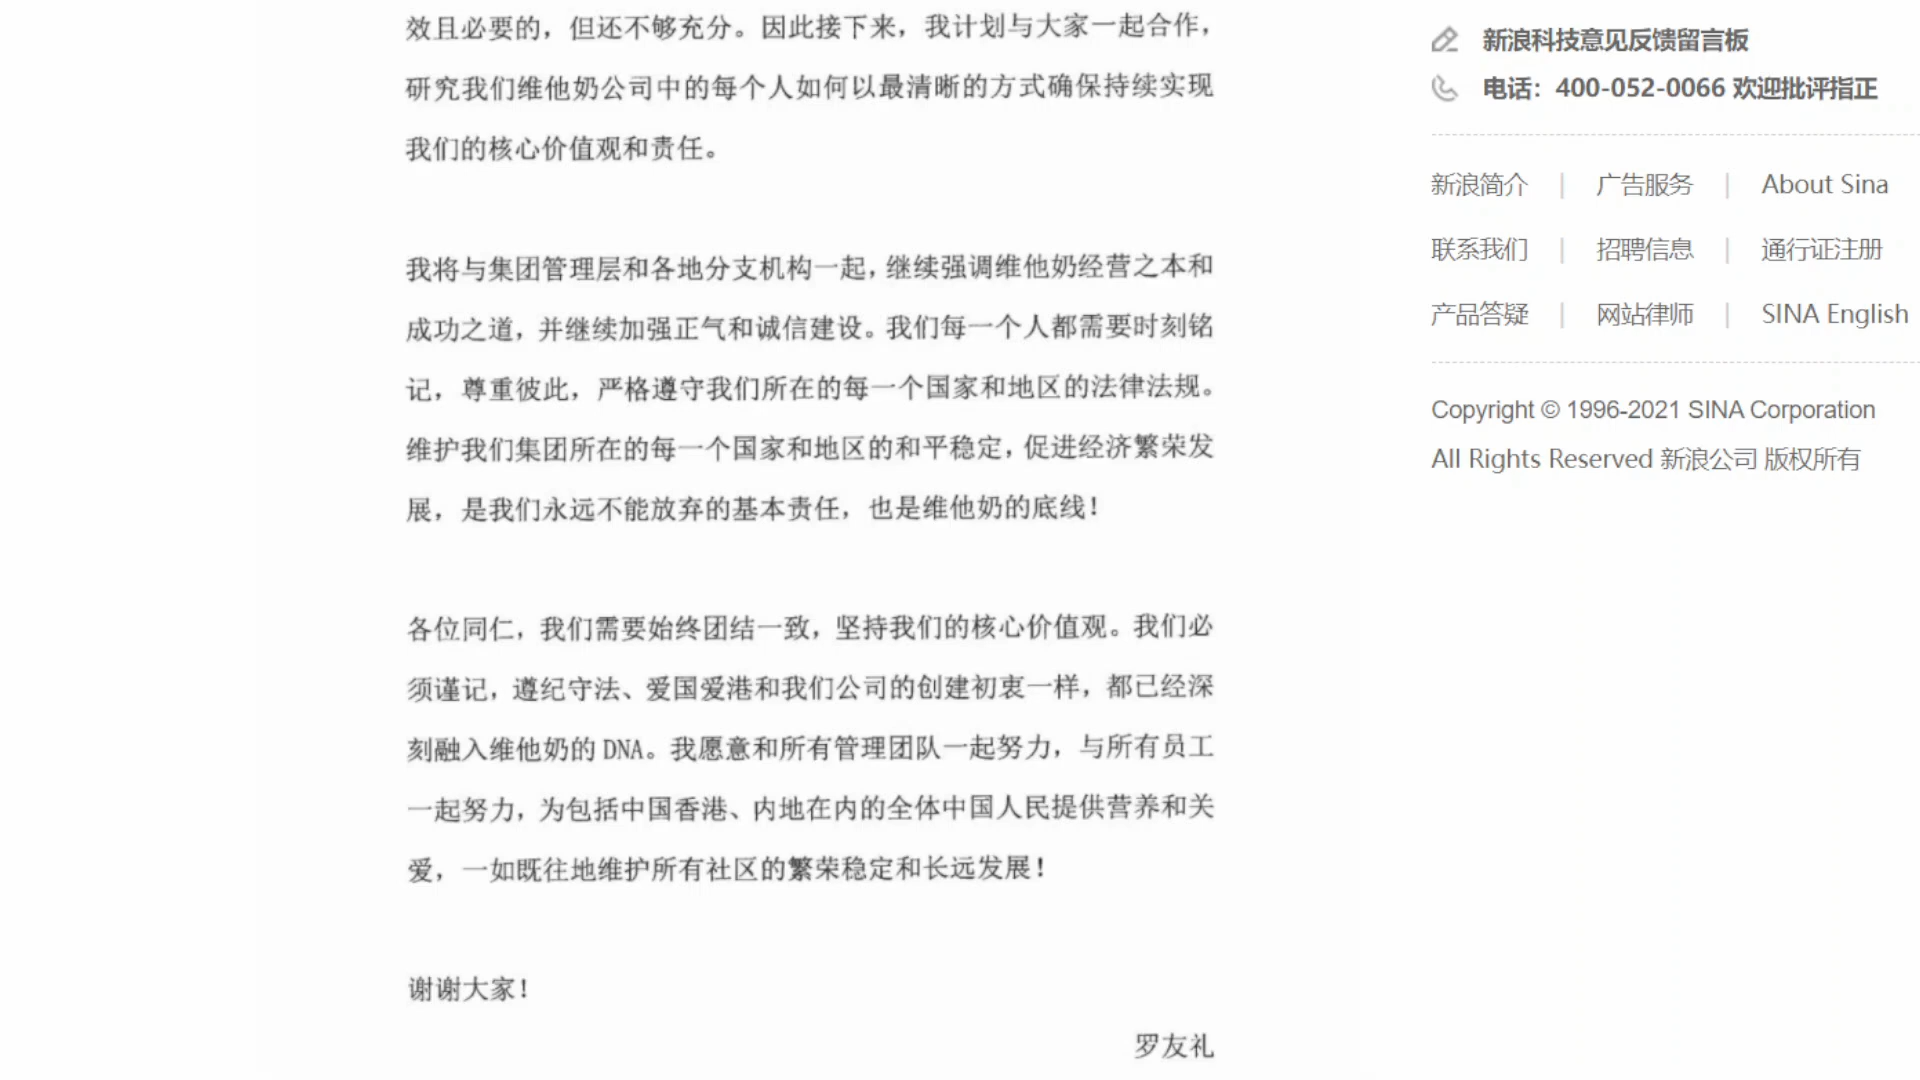 效且必要的，但还不够充分。因此接下来，我计划与大家一起合作，
研究我们维他奶公司中的每个人如何以最清晰的方式确保持续实现
我们的核心价值观和责任。
我将与集团管理层和各地分支机构一起，继续强调维他奶经营之本和
成功之道，并继续加强正气和诚信建设。我们每一个人都需要时刻铭
记，尊重彼此，严格遵守我们所在的每一个国家和地区的法律法规。
维护我们集团所在的每一个国家和地区的和平稳定，促进经济繁荣发
展，是我们永远不能放弃的基本责任，也是维他奶的底线！
各位同仁，我们需要始终团结一致，坚持我们的核心价值观。我们必
须谨记，遵纪守法、爱国爱港和我们公司的创建初衷一样，都已经深
刻融入维他奶的 DNA。我愿意和所有管理团队一起努力，与所有员工
一起努力，为包括中国香港、内地在内的全体中国人民提供营养和关
爱，一如既往地维护所有社区的繁荣稳定和长远发展！
谢谢大家！
罗友礼
新浪科技意见反馈留言板
电话：400-052-0066 欢迎批评指正
新浪简介 | 广告服务 | About Sina
联系我们 | 招聘信息 | 通行证注册
产品答疑 | 网站律师 | SINA English
Copyright © 1996-2021 SINA Corporation
All Rights Reserved 新浪公司 版权所有